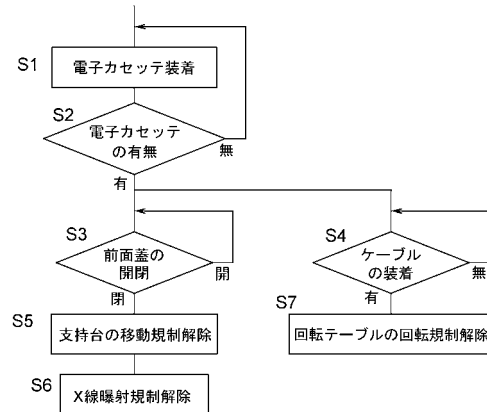 S1
電子カセッテ装着
S2
電子カセッテ
の有無
無
有
S3
前面蓋の
開閉
開
閉
S4
ケーブル
の装着
無
有
S5
支持台の移動規制解除
S7
回転テーブルの回転規制解除
S6
X線曝射規制解除